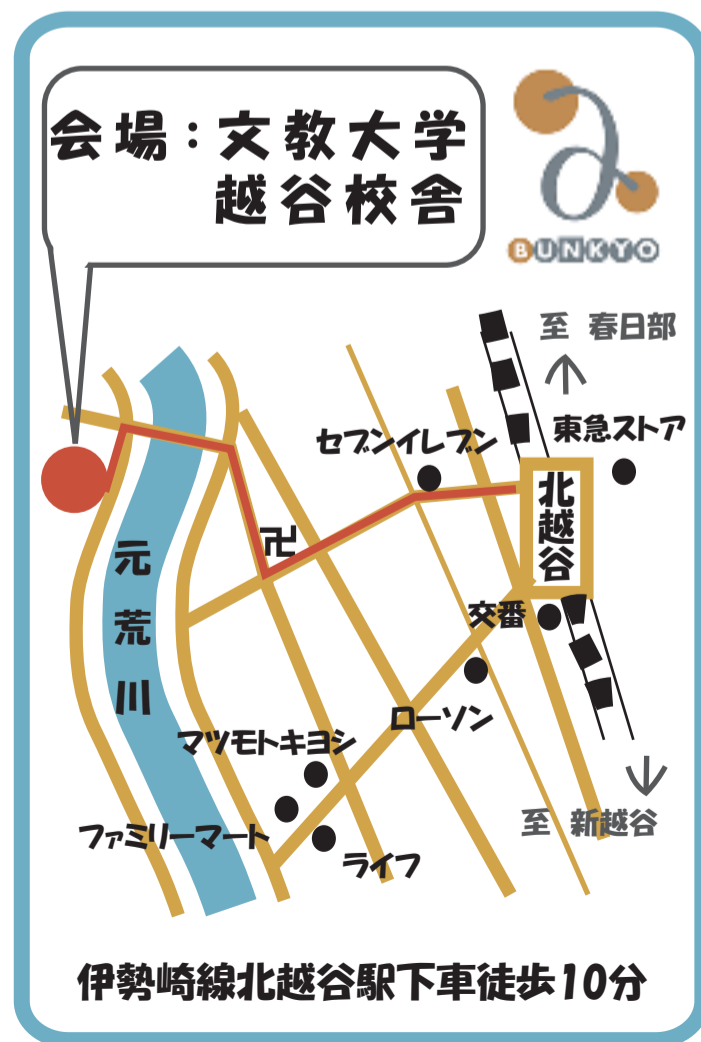 会場：文教大学
越谷校舎
BUNKYO
至 春日部
セブンイレブン
東急ストア
北越谷
卍
元荒川
交番
ローソン
マツモトキヨシ
ファミリーマート
ライフ
至 新越谷
伊勢崎線北越谷駅下車徒歩10分